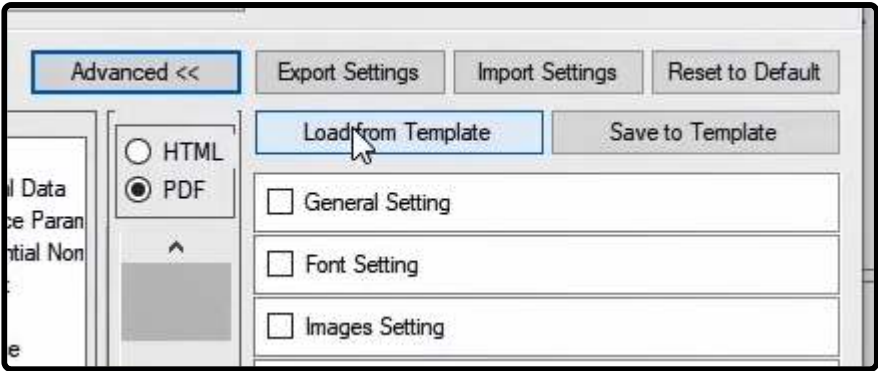 Advanced << Export Settings Import Settings Reset to Default
Load from Template Save to Template
HTML
PDF
Data
General Setting
Font Setting
Images Setting